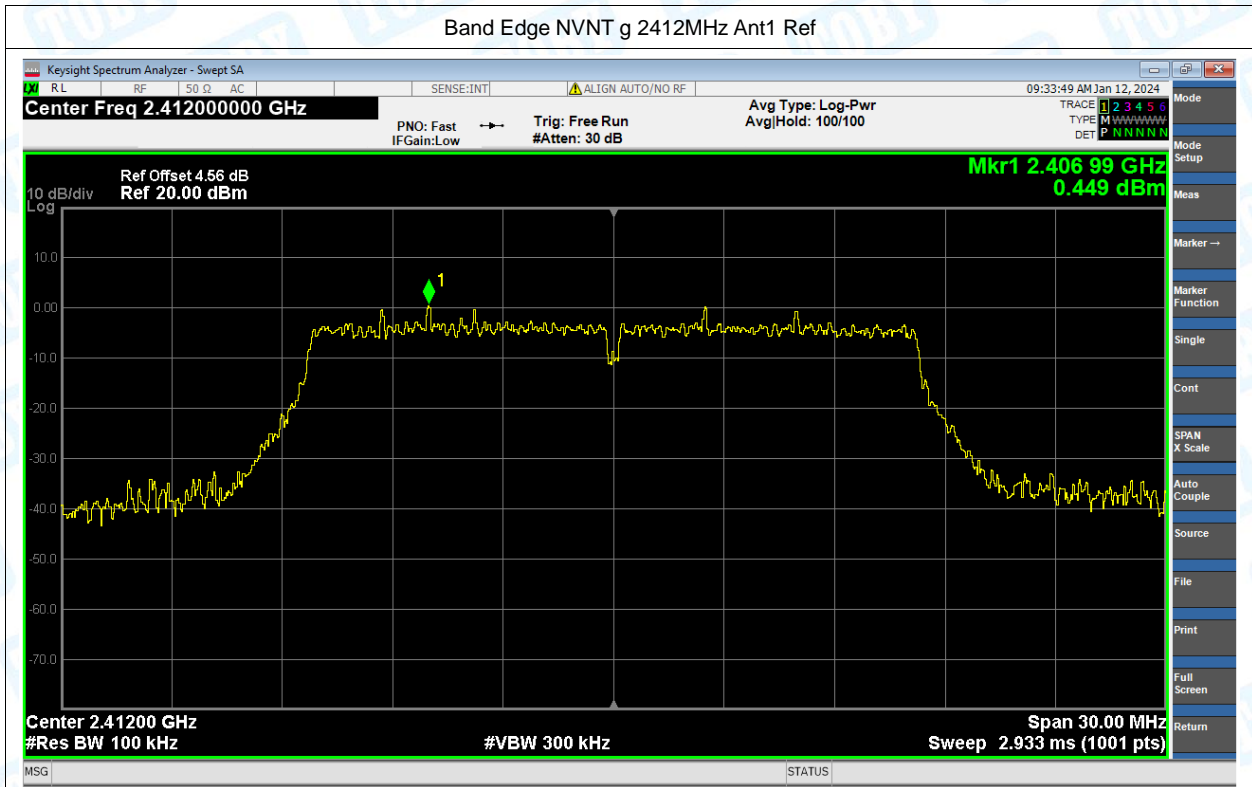 Band Edge NVNT g 2412MHz Ant1 Ref
Keysight Spectrum Analyzer - Swept SA
LXI RL RF 50 Ω AC SENSE:INT ALIGN AUTO/NO RF 09:33:49 AM Jan 12, 2024
Center Freq 2.412000000 GHz
PNO: Fast
IFGain:Low
Trig: Free Run
#Atten: 30 dB
Avg Type: Log-Pwr
Avg|Hold: 100/100
TRACE 1 2 3 4 5 6
TYPE M WWWWW
DET P N N N N N
Ref Offset 4.56 dB
10 dB/div Ref 20.00 dBm
Log
Mkr1 2.406 99 GHz
0.449 dBm
1
10.0
0.00
-10.0
-20.0
-30.0
-40.0
-50.0
-60.0
-70.0
Center 2.41200 GHz
Span 30.00 MHz
#Res BW 100 kHz
#VBW 300 kHz
Sweep 2.933 ms (1001 pts)
MSG
STATUS
Mode
Mode
Setup
Meas
Marker →
Marker
Function
Single
Cont
SPAN
X Scale
Auto
Couple
Source
File
Print
Full
Screen
Return
TOBY